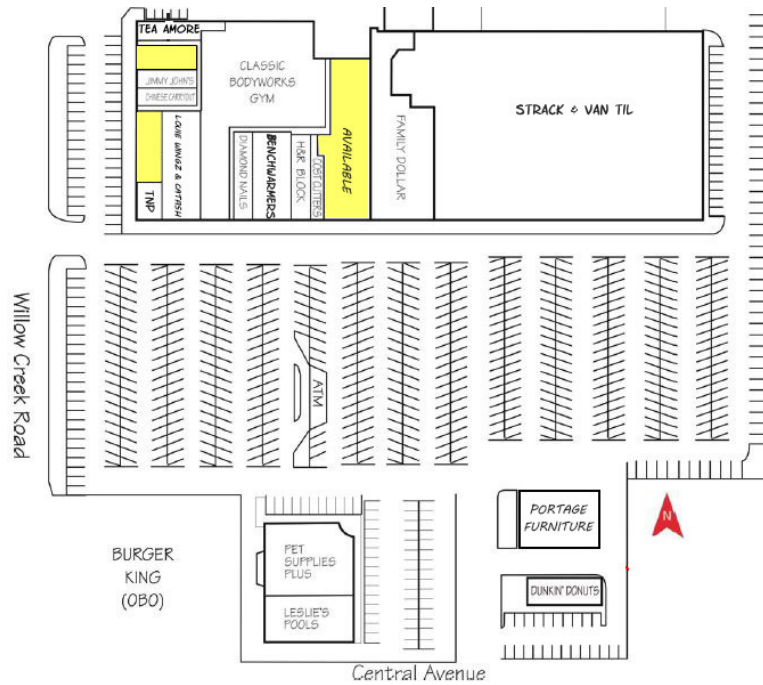 TEA AMORE
JIMMY JOHN'S
CHINESE CARRYOUT
LOUIE WINGZ & CATFISH
TNP
CLASSIC
BODYWORKS
GYM
DIAMOND NAILS
BENCHWARMERS
H&R BLOCK
COST CUTTERS
AVAILABLE
FAMILY DOLLAR
STRACK & VAN TIL
Willow Creek Road
ATM
BURGER
KING
(OBO)
PET
SUPPLIES
PLUS
LESLIE'S
POOLS
PORTAGE
FURNITURE
N
DUNKIN' DONUTS
Central Avenue